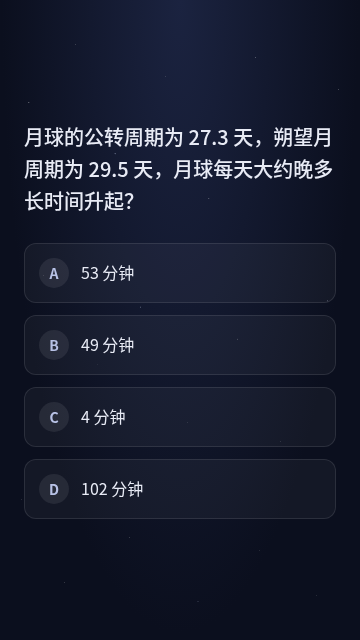 月球的公转周期为 27.3 天，朔望月
周期为 29.5 天，月球每天大约晚多
长时间升起？
A 53 分钟
B 49 分钟
C 4 分钟
D 102 分钟